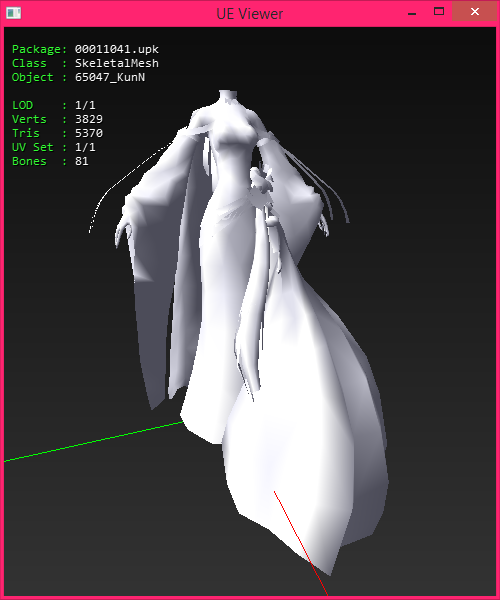 UE Viewer
Package: 00011041.upk
Class  : SkeletalMesh
Object : 65047_KunN
LOD    : 1/1
Verts  : 3829
Tris   : 5370
UV Set : 1/1
Bones  : 81